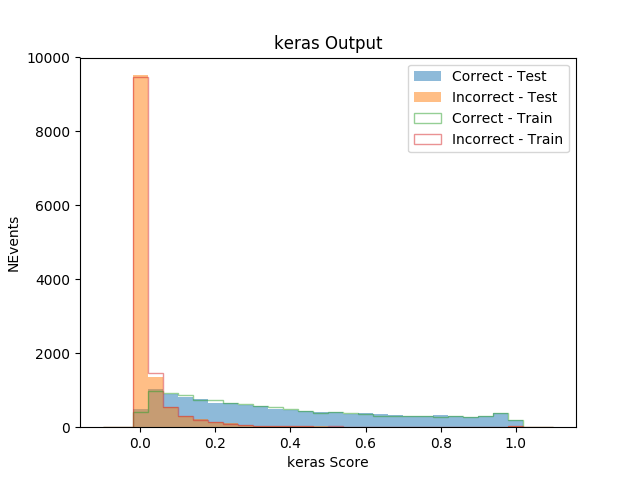 keras Output
10000
8000
6000
4000
2000
0
NEvents
Correct - Test
Incorrect - Test
Correct - Train
Incorrect - Train
0.0 0.2 0.4 0.6 0.8 1.0
keras Score